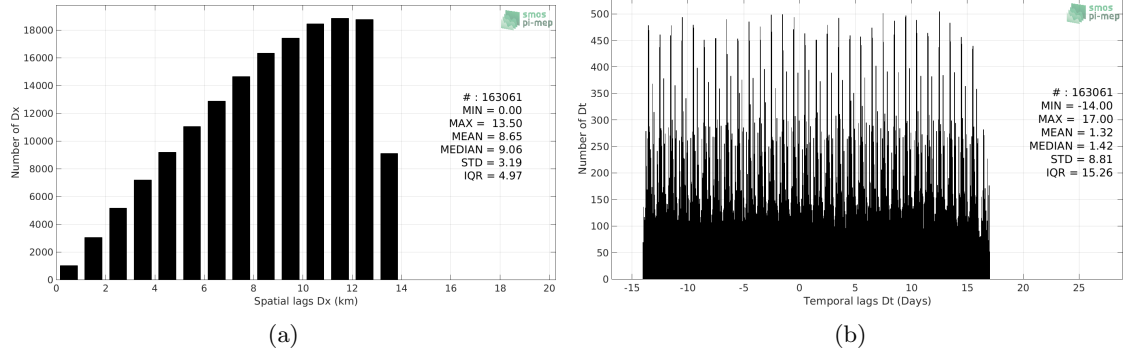 smos
pi-mep
18000
16000
14000
12000
10000
8000
6000
4000
2000
0
Number of Dx
# : 163061
MIN = 0.00
MAX = 13.50
MEAN = 8.65
MEDIAN = 9.06
STD = 3.19
IQR = 4.97
0 2 4 6 8 10 12 14 16 18 20
Spatial lags Dx (km)
(a)
smos
pi-mep
500
450
400
350
300
250
200
150
100
50
0
Number of Dt
# : 163061
MIN = -14.00
MAX = 17.00
MEAN = 1.32
MEDIAN = 1.42
STD = 8.81
IQR = 15.26
-15 -10 -5 0 5 10 15 20 25
Temporal lags Dt (Days)
(b)